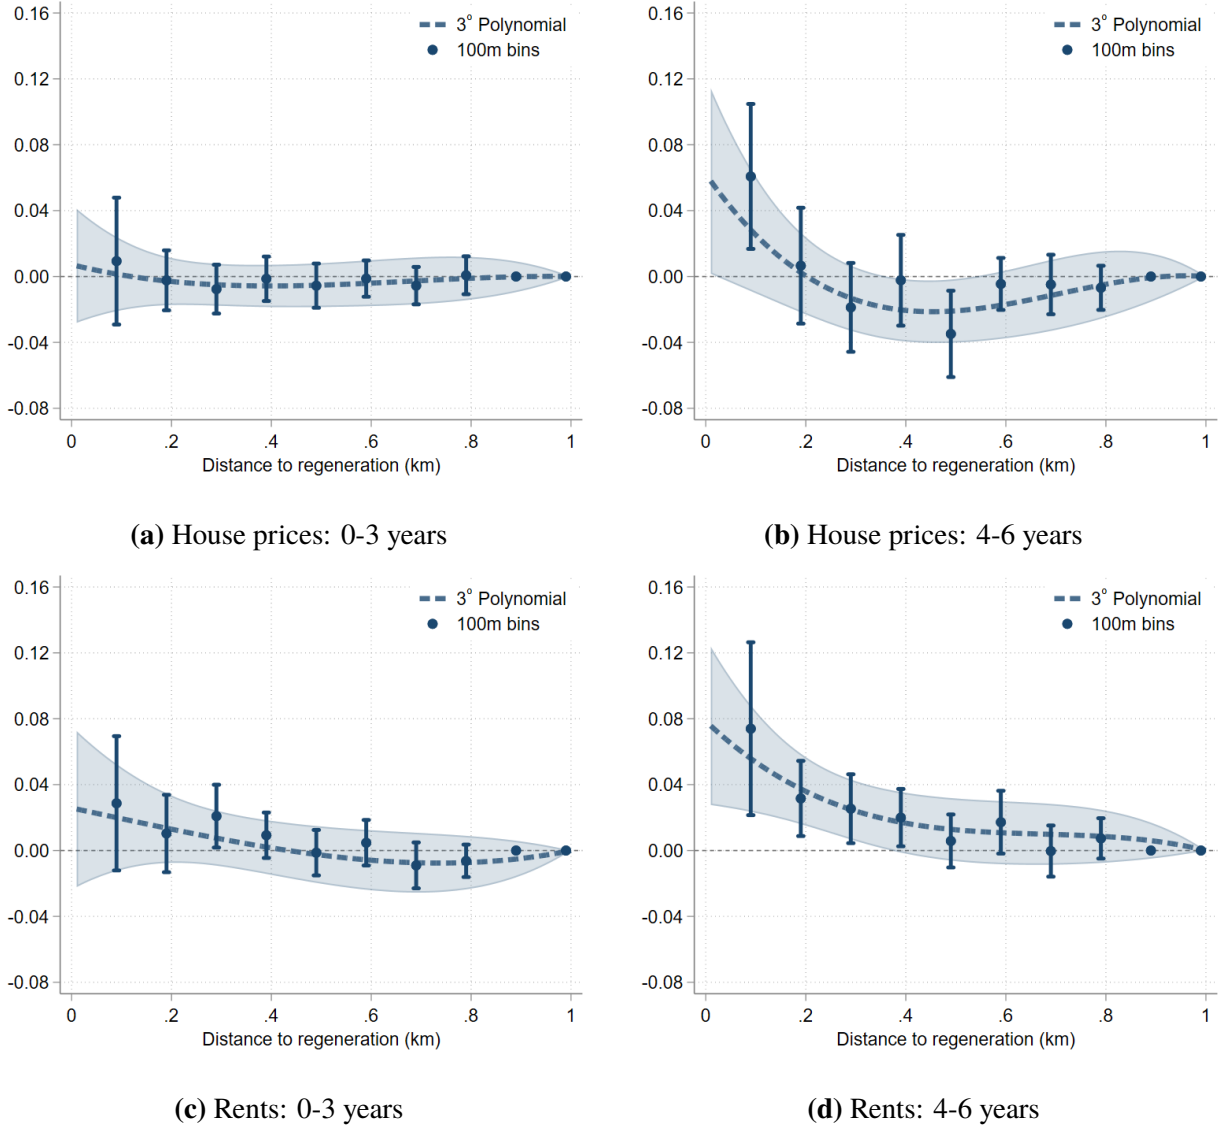 0.16
0.12
0.08
0.04
0.00
-0.04
-0.08
3° Polynomial
100m bins
0 .2 .4 .6 .8 1
Distance to regeneration (km)
(a) House prices: 0-3 years
0.16
0.12
0.08
0.04
0.00
-0.04
-0.08
3° Polynomial
100m bins
0 .2 .4 .6 .8 1
Distance to regeneration (km)
(b) House prices: 4-6 years
0.16
0.12
0.08
0.04
0.00
-0.04
-0.08
3° Polynomial
100m bins
0 .2 .4 .6 .8 1
Distance to regeneration (km)
(c) Rents: 0-3 years
0.16
0.12
0.08
0.04
0.00
-0.04
-0.08
3° Polynomial
100m bins
0 .2 .4 .6 .8 1
Distance to regeneration (km)
(d) Rents: 4-6 years